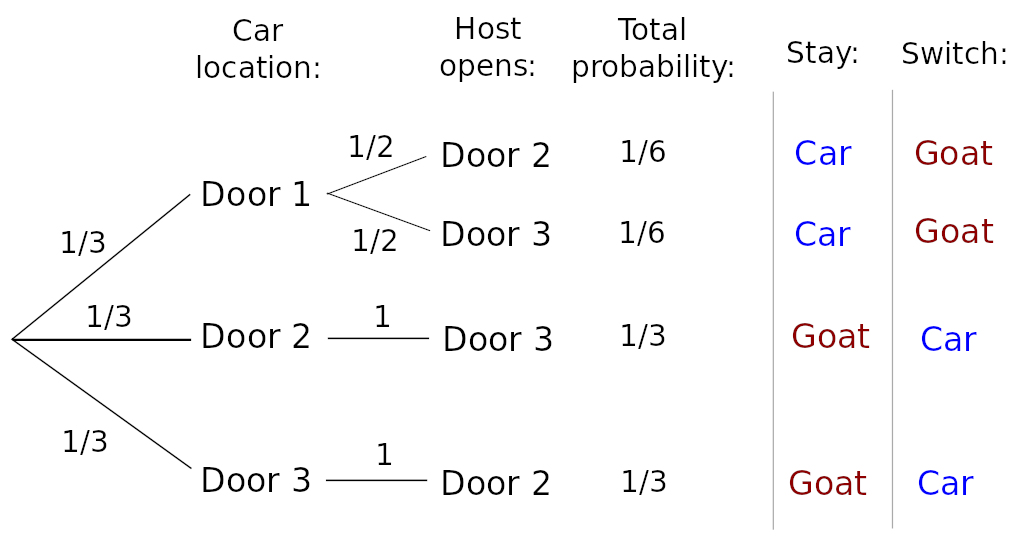 Car location:
Host opens:
Total probability:
Stay:
Switch:
1/2
Door 2
1/6
Car
Goat
Door 1
1/3
1/2
Door 3
1/6
Car
Goat
1/3
Door 2
1
Door 3
1/3
Goat
Car
1/3
Door 3
1
Door 2
1/3
Goat
Car